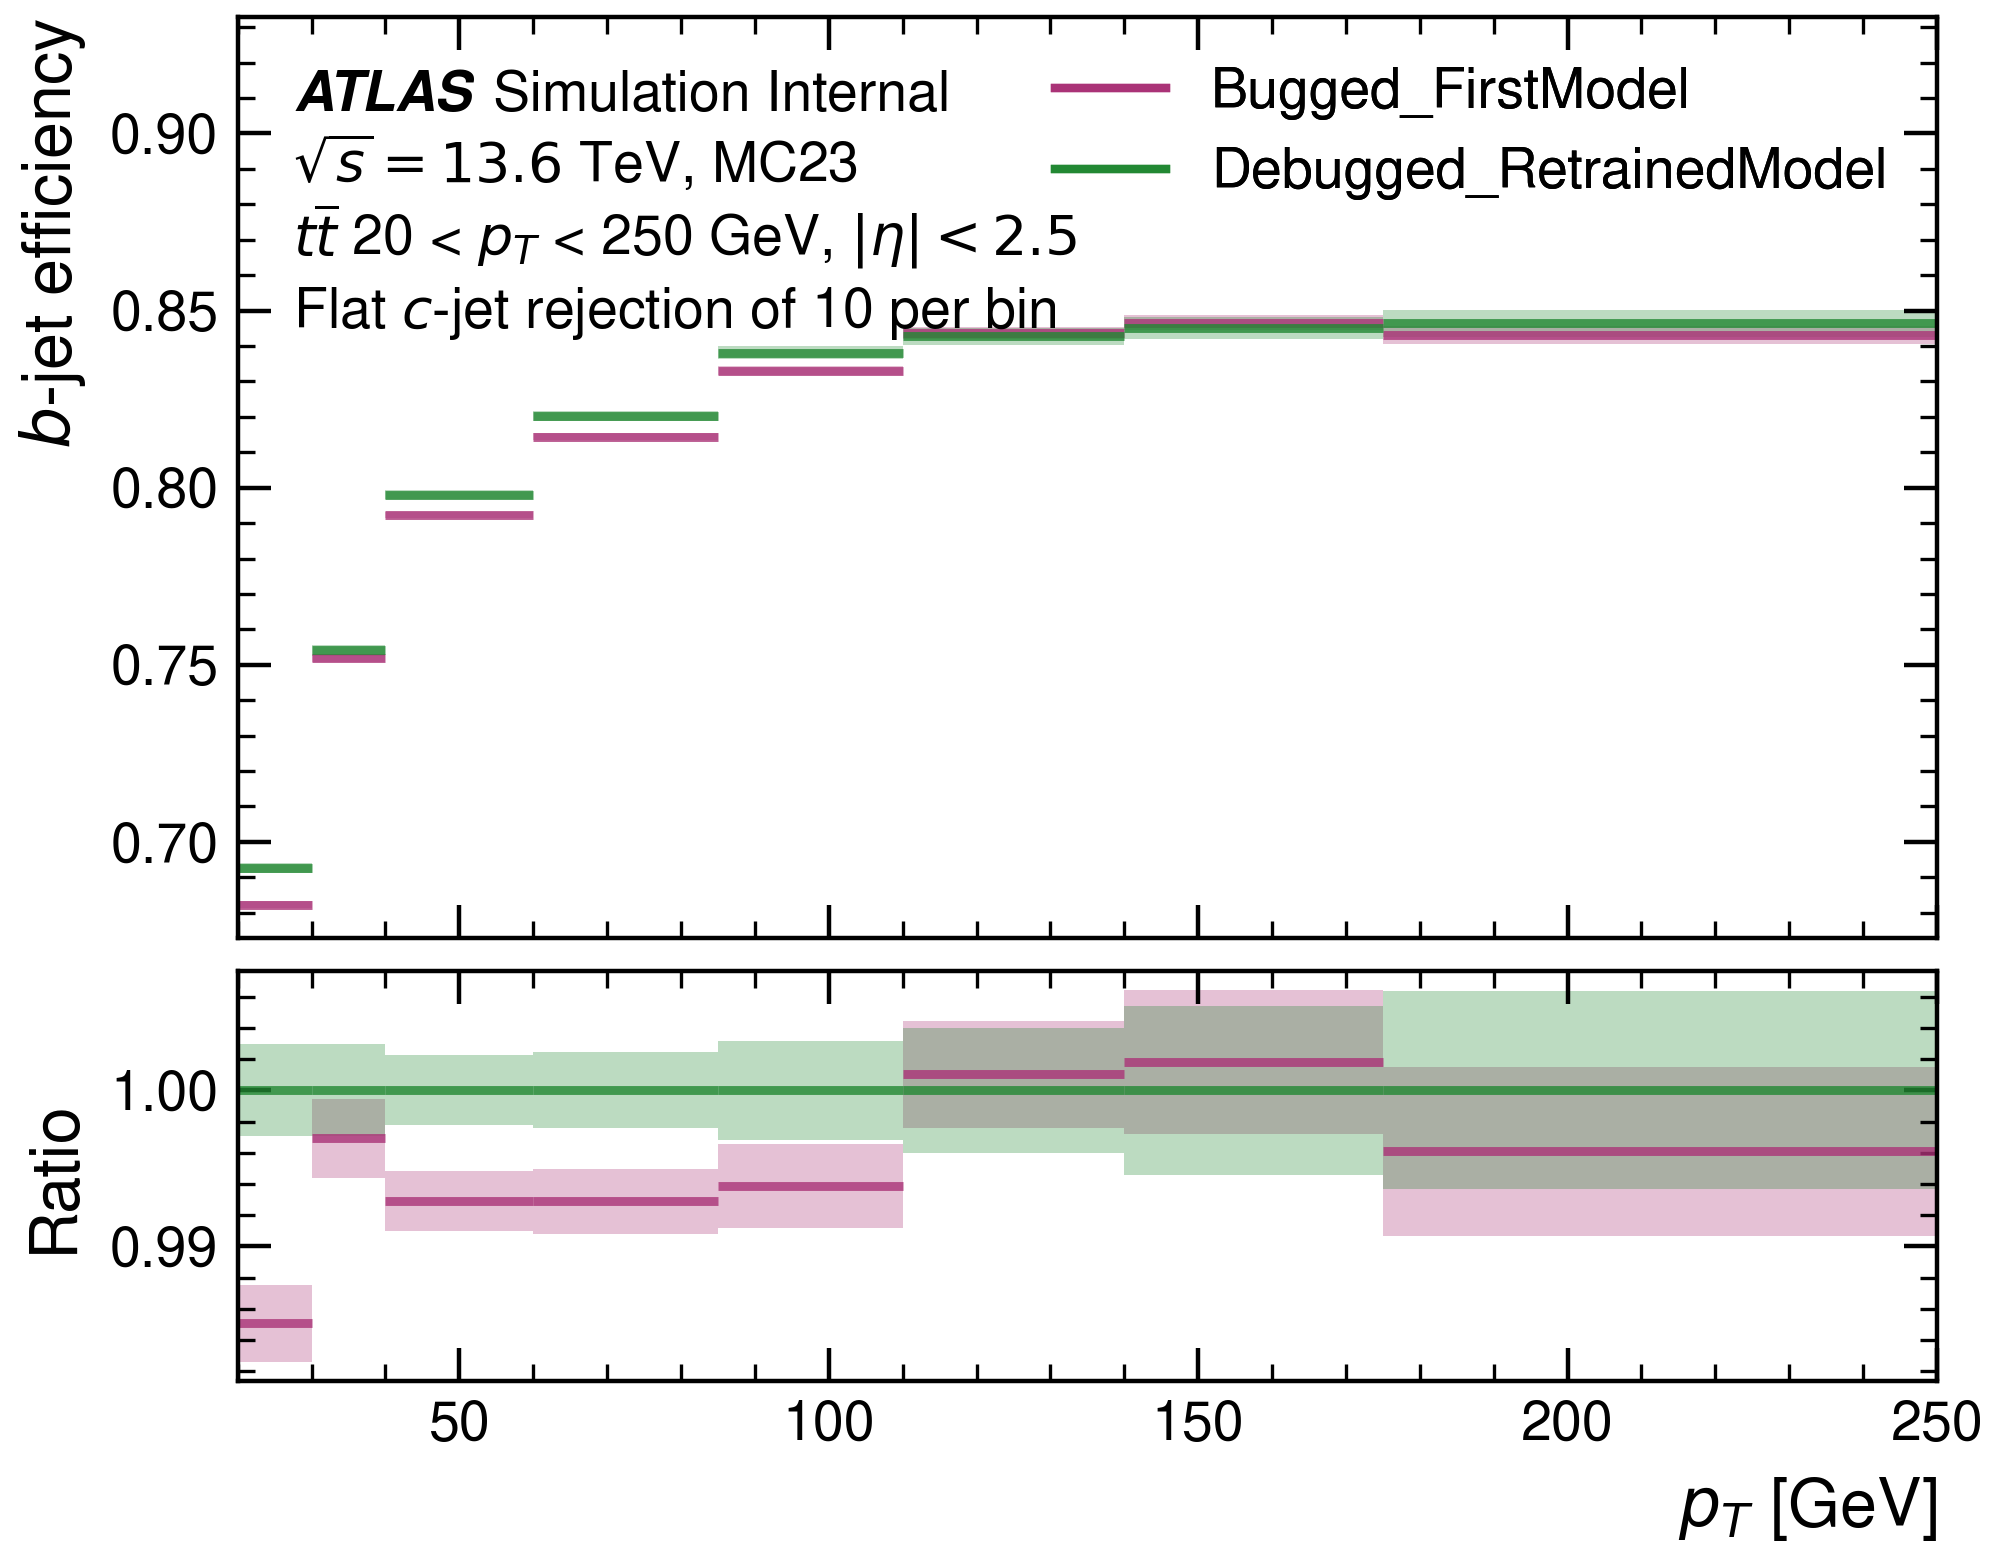 ATLAS Simulation Internal
√s = 13.6 TeV, MC23
tt̄ 20 < p_T < 250 GeV, |η| < 2.5
Flat c-jet rejection of 10 per bin
Bugged_FirstModel
Debugged_RetrainedModel
b-jet efficiency
0.90
0.85
0.80
0.75
0.70
Ratio
1.00
0.99
50 100 150 200 250
p_T [GeV]